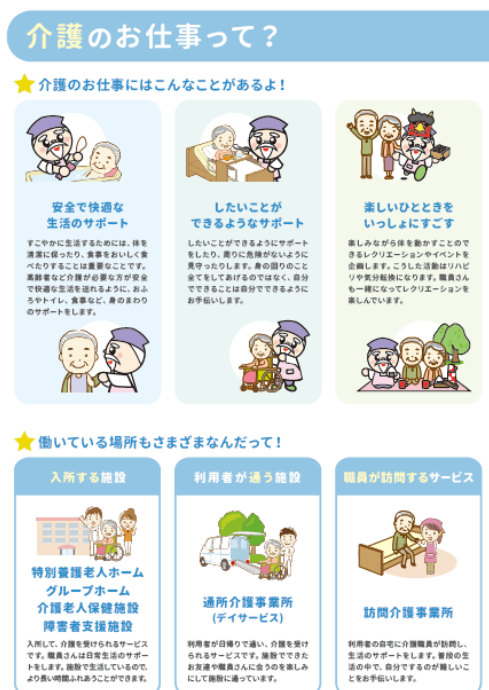 介護のお仕事って？
介護のお仕事にはこんなことがあるよ！
安全で快適な
生活のサポート
すこやかに生活するためには、体を
清潔に保ったり、食事をおいしく食
べたりすることは重要なことです。
高齢者など介護が必要な方が安全
で快適な生活を送れるように、おふ
ろやトイレ、食事など、身のまわり
のサポートをします。
したいことが
できるようなサポート
したいことができるようにサポート
をしたり、周りに危険がないように
見守ったりします。身の回りのこと
全てをしてあげるのではなく、自分
でできることは自分でできるように
お手伝いします。
楽しいひとときを
いっしょにすごす
楽しみながら体を動かすことので
きるレクリエーションやイベントを
企画します。こうした活動はリハビ
リや気分転換になります。職員さん
も一緒になってレクリエーションを
楽しんでいます。
働いている場所もさまざまなんだって！
入所する施設
特別養護老人ホーム
グループホーム
介護老人保健施設
障害者支援施設
入所して、介護を受けられるサービス
です。職員さんは日常生活のサポー
トをします。施設で生活しているので、
より長い時間ふれあうことができます。
利用者が通う施設
通所介護事業所
(デイサービス)
利用者が日帰りで通い、介護を受け
られるサービスです。施設でできた
お友達や職員さんに会うのを楽しみ
にして施設に通っています。
職員が訪問するサービス
訪問介護事業所
利用者の自宅に介護職員が訪問し、
生活のサポートをします。普段の生
活の中で、自分でするのが難しいこ
とをお手伝いします。